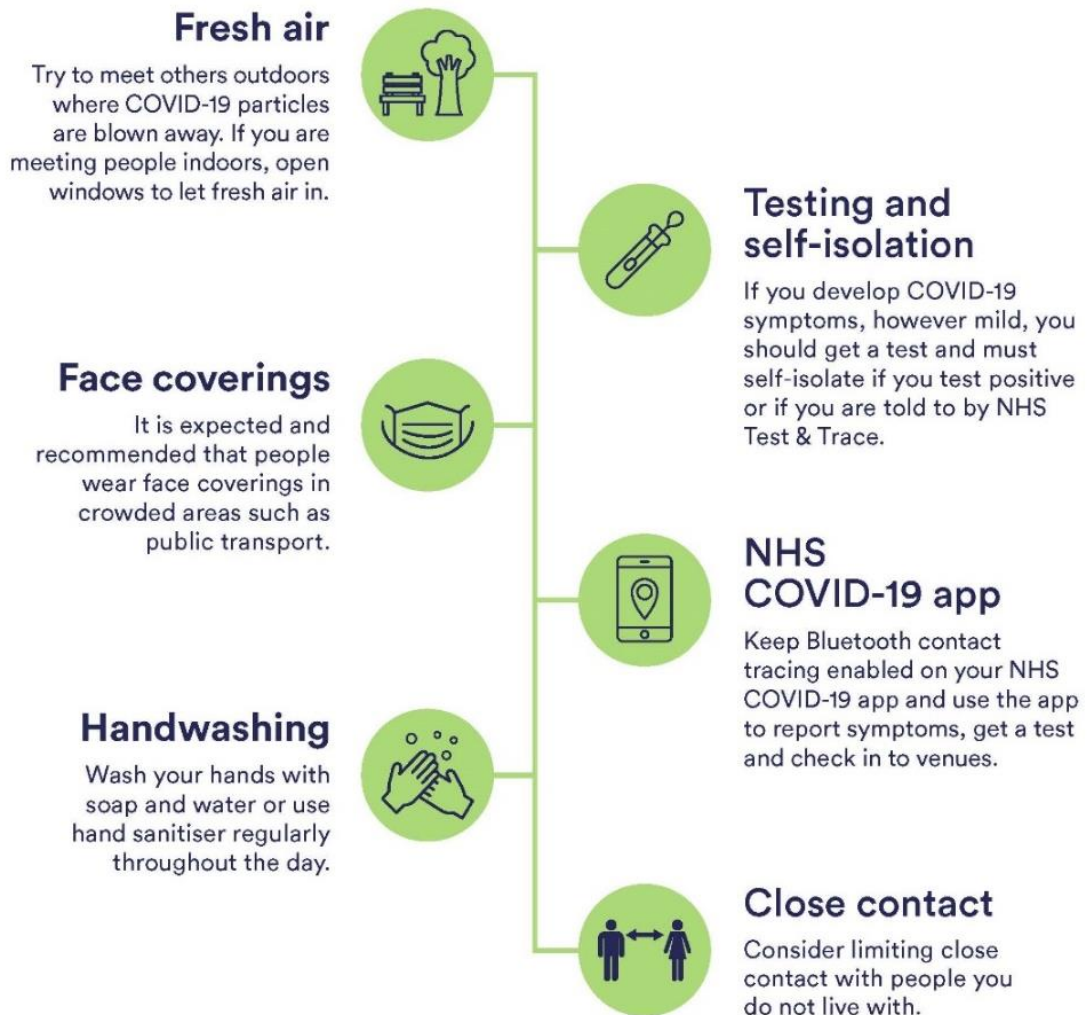 Fresh air
Try to meet others outdoors
where COVID-19 particles
are blown away. If you are
meeting people indoors, open
windows to let fresh air in.
Testing and
self-isolation
If you develop COVID-19
symptoms, however mild, you
should get a test and must
self-isolate if you test positive
or if you are told to by NHS
Test & Trace.
Face coverings
It is expected and
recommended that people
wear face coverings in
crowded areas such as
public transport.
NHS
COVID-19 app
Keep Bluetooth contact
tracing enabled on your NHS
COVID-19 app and use the app
to report symptoms, get a test
and check in to venues.
Handwashing
Wash your hands with
soap and water or use
hand sanitiser regularly
throughout the day.
Close contact
Consider limiting close
contact with people you
do not live with.